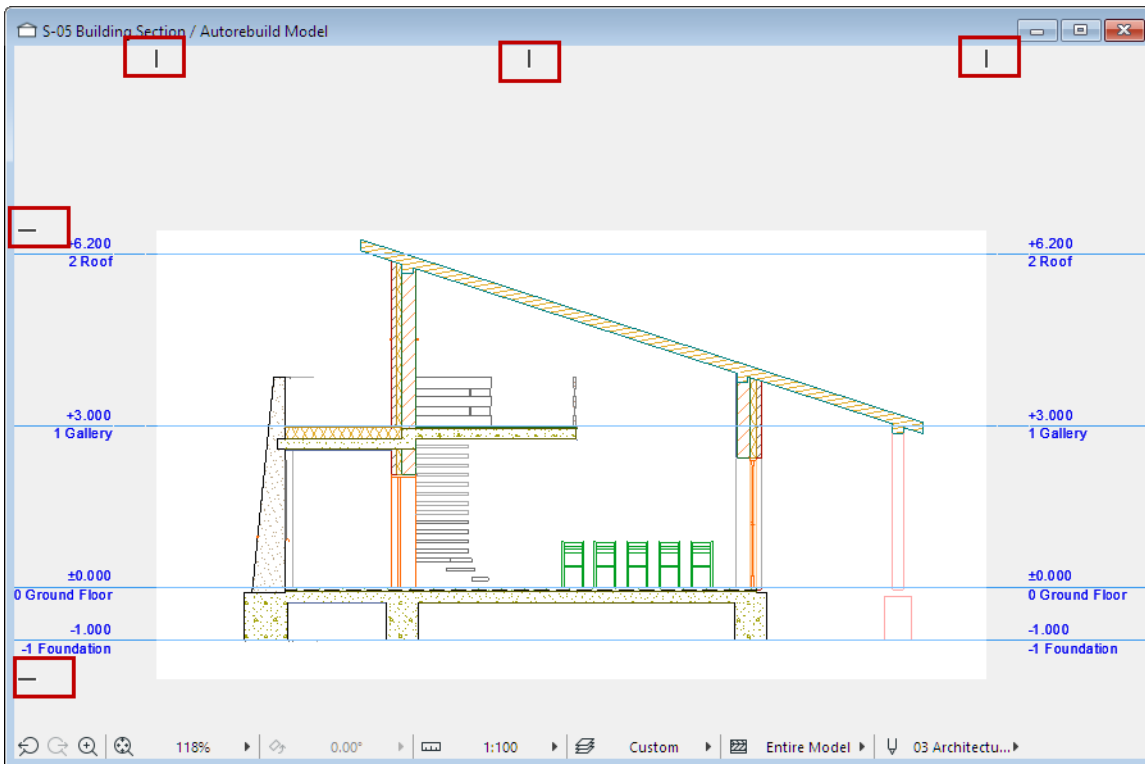 S-05 Building Section / Autorebuild Model
+6.200
2 Roof
+6.200
2 Roof
+3.000
1 Gallery
+3.000
1 Gallery
±0.000
0 Ground Floor
±0.000
0 Ground Floor
-1.000
-1 Foundation
-1.000
-1 Foundation
118% 0.00° 1:100 Custom Entire Model 03 Architectu...